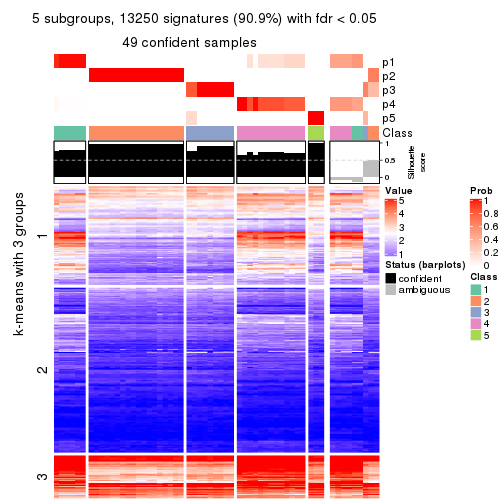 5 subgroups, 13250 signatures (90.9%) with fdr < 0.05
49 confident samples
p1
p2
p3
p4
p5
Class
1
0.5
0
Silhouette
score
k-means with 3 groups
1
2
3
Value
5
4
3
2
1
Status (barplots)
confident
ambiguous
Prob
1
0.8
0.6
0.4
0.2
0
Class
1
2
3
4
5